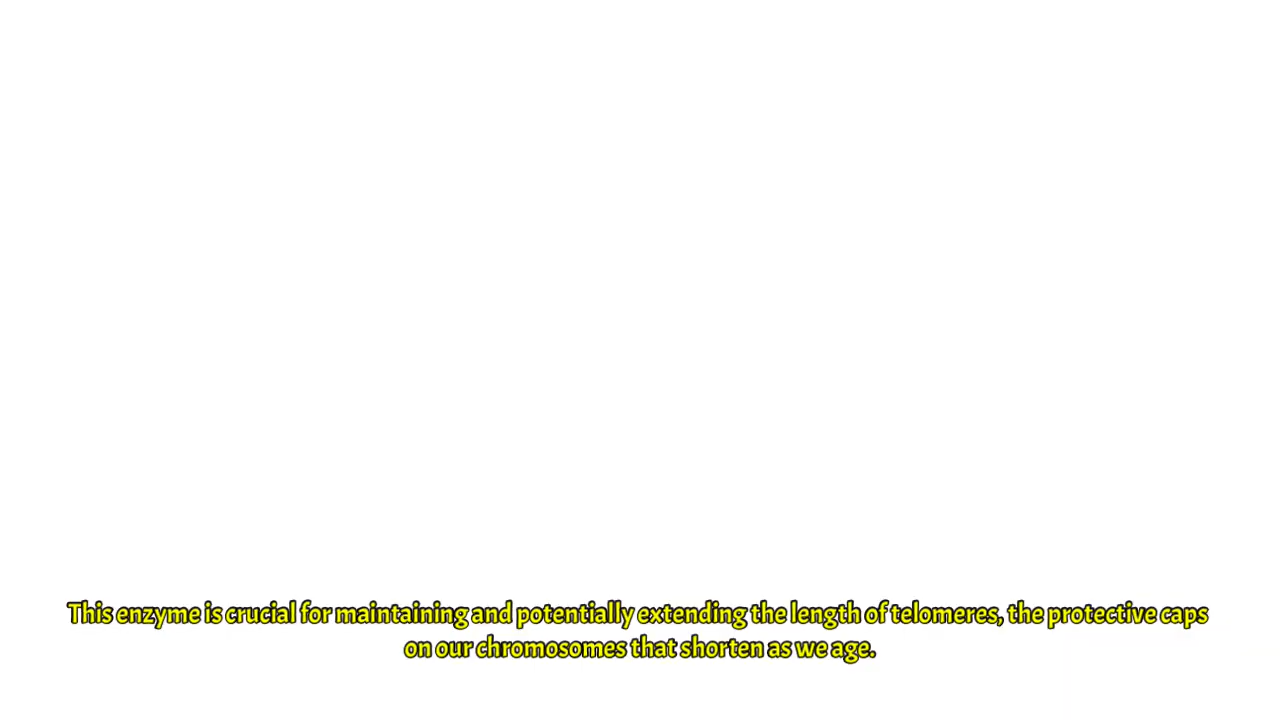 This enzyme is crucial for maintaining and potentially extending the length of telomeres, the protective caps
on our chromosomes that shorten as we age.